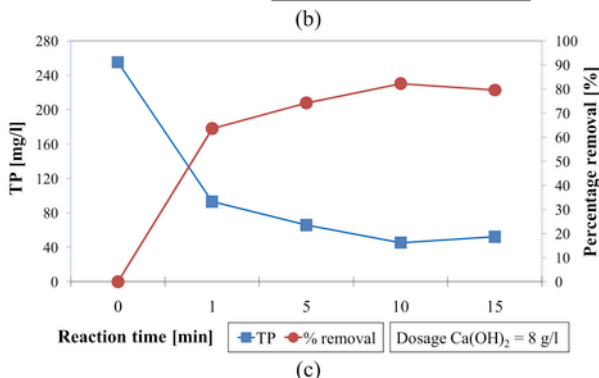 (b)
280 100
240 90
200 80
160 70
120 60
80 50
40 40
0 30
20
10
0
TP [mg/l]
Percentage removal [%]
0 1 5 10 15
Reaction time [min] TP % removal Dosage Ca(OH)₂ = 8 g/l
(c)